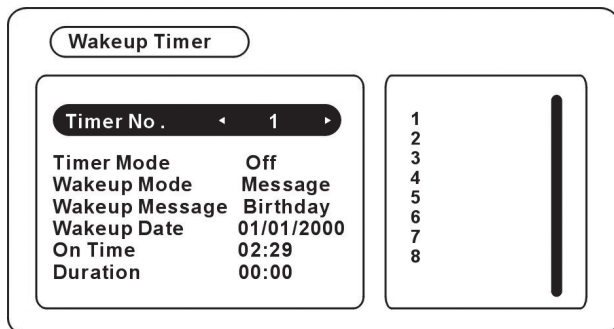 Wakeup Timer
Timer No . ◂ 1 ▸
Timer Mode Off
Wakeup Mode Message
Wakeup Message Birthday
Wakeup Date 01/01/2000
On Time 02:29
Duration 00:00
1
2
3
4
5
6
7
8